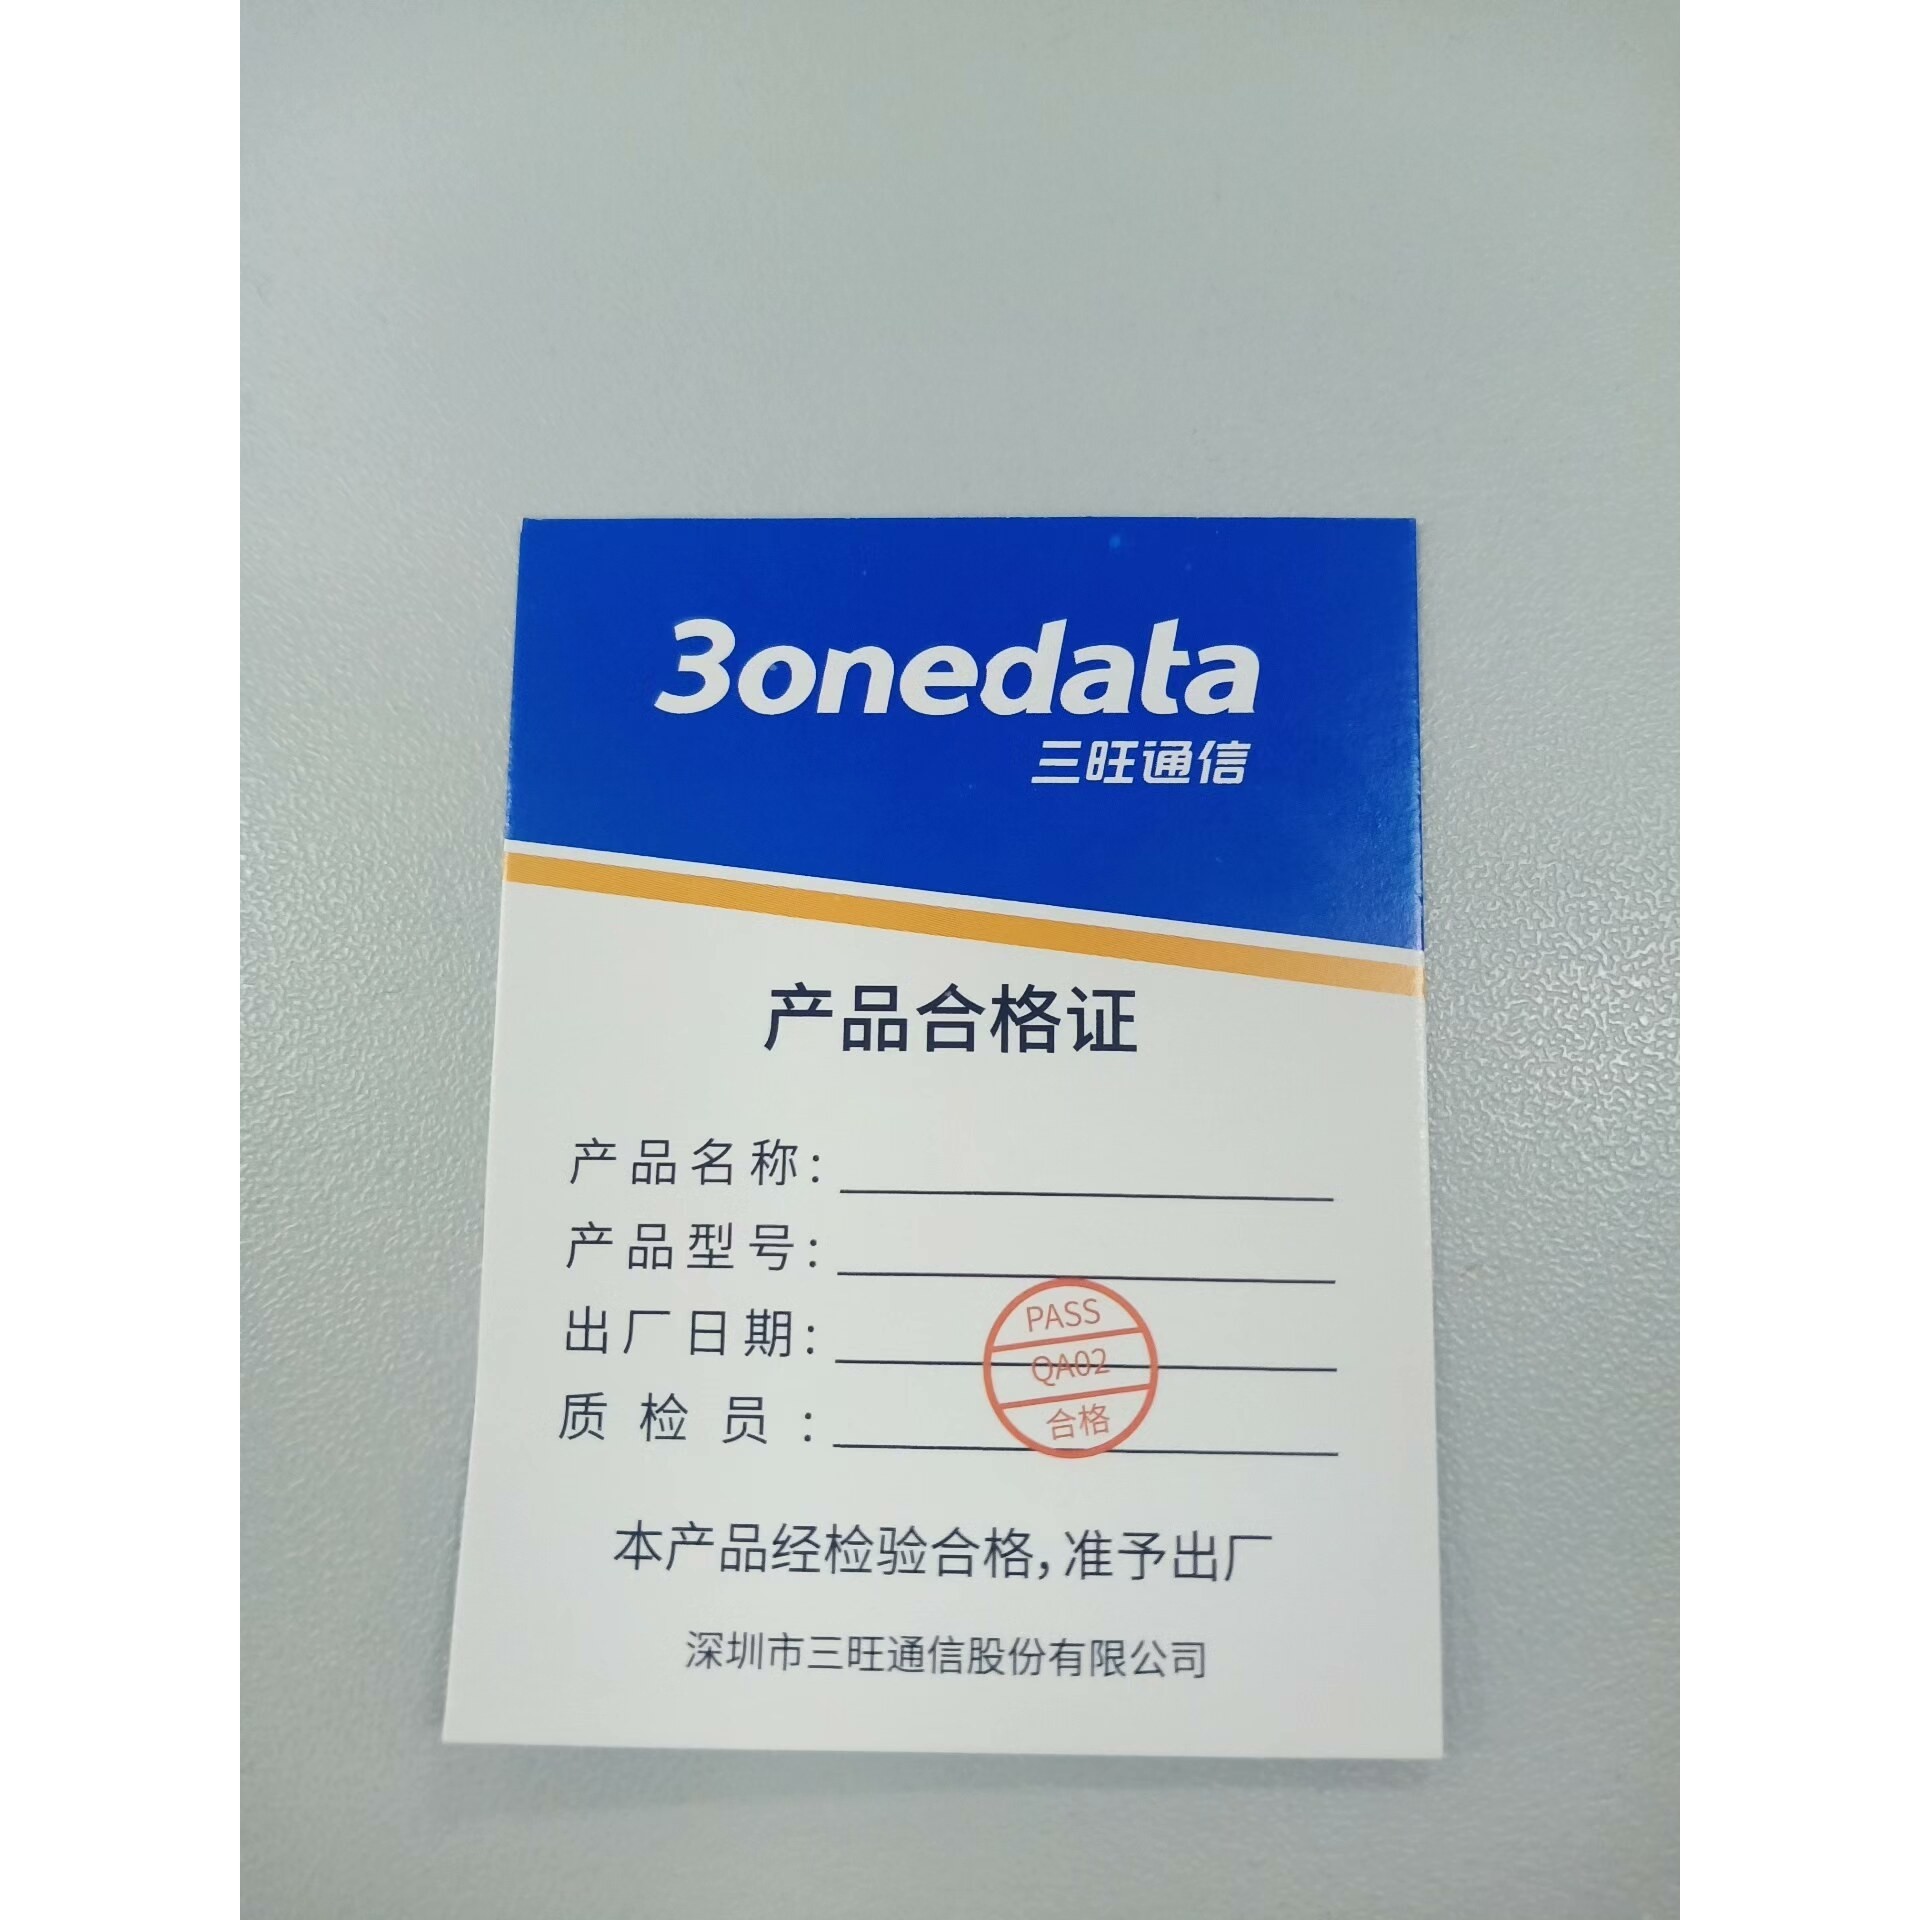 3onedata
三旺通信
产品合格证
产品名称:
产品型号:
出厂日期:
PASS
QA02
合格
质检员:
本产品经检验合格,准予出厂
深圳市三旺通信股份有限公司